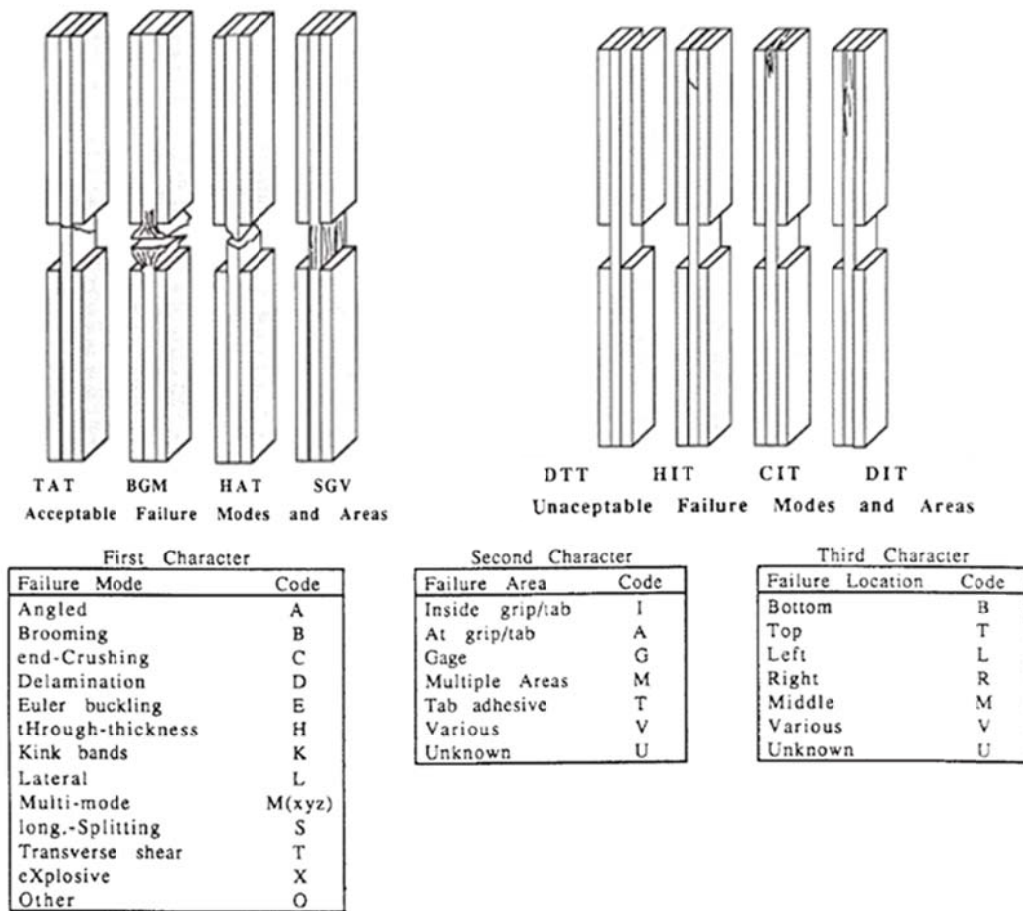 TAT BGM HAT SGV
Acceptable Failure Modes and Areas
DTT HIT CIT DIT
Unacceptable Failure Modes and Areas
First Character
Failure Mode Code
Angled A
Brooming B
end-Crushing C
Delamination D
Euler buckling E
tHrough-thickness H
Kink bands K
Lateral L
Multi-mode M(xyz)
long.-Splitting S
Transverse shear T
eXplosive X
Other O
Second Character
Failure Area Code
Inside grip/tab I
At grip/tab A
Gage G
Multiple Areas M
Tab adhesive T
Various V
Unknown U
Third Character
Failure Location Code
Bottom B
Top T
Left L
Right R
Middle M
Various V
Unknown U